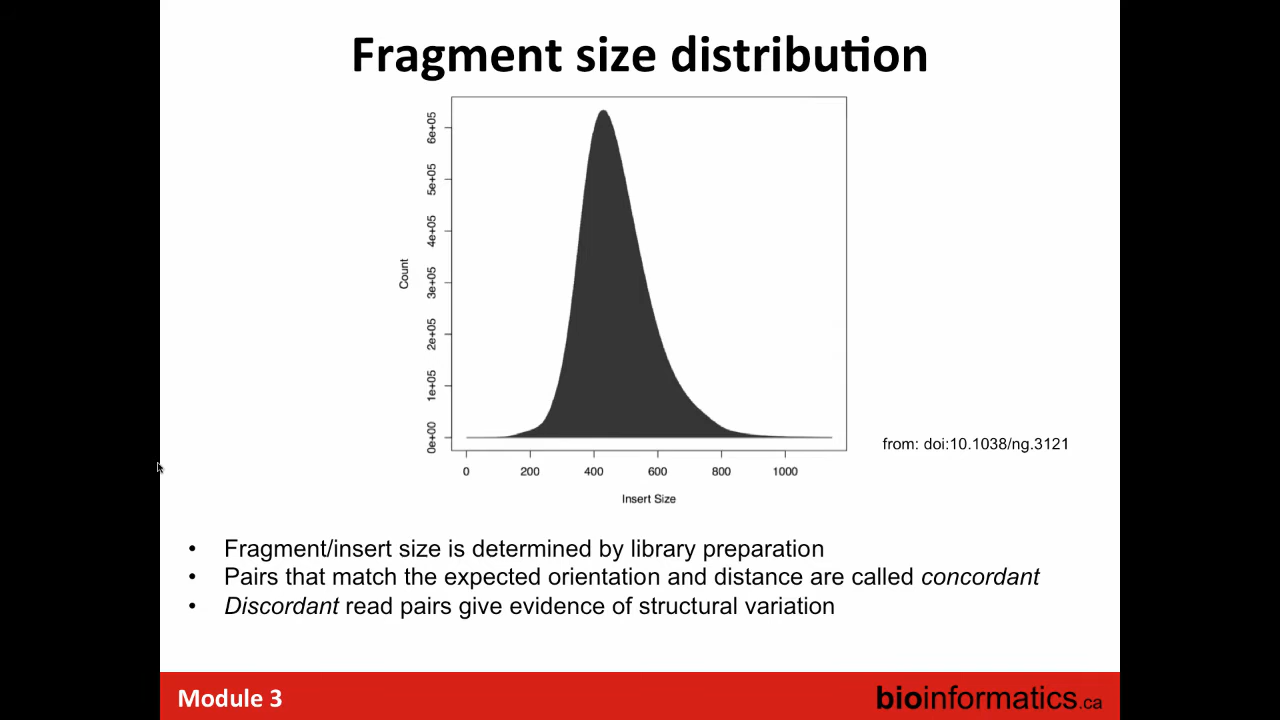 Fragment size distribution
6e+05
5e+05
4e+05
3e+05
2e+05
1e+05
0e+00
Count
0 200 400 600 800 1000
Insert Size
from: doi:10.1038/ng.3121
• Fragment/insert size is determined by library preparation
• Pairs that match the expected orientation and distance are called concordant
• Discordant read pairs give evidence of structural variation
Module 3
bioinformatics.ca